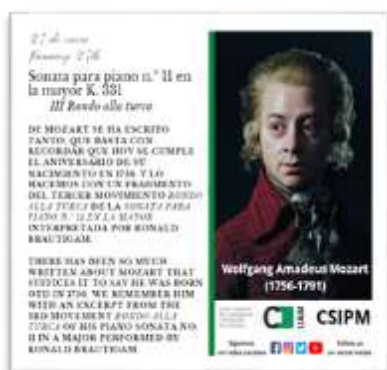 27 de enero
January 27th
Sonata para piano n.º 11 en
la mayor K. 331
III Rondo alla turca
DE MOZART SE HA ESCRITO
TANTO, QUE BASTA CON
RECORDAR QUE HOY SE CUMPLE
EL ANIVERSARIO DE SU
NACIMIENTO EN 1756. Y LO
HACEMOS CON UN FRAGMENTO
DEL TERCER MOVIMIENTO RONDO
ALLA TURCA DE LA SONATA PARA
PIANO N.º 11 EN LA MAYOR
INTERPRETADA POR RONALD
BRAUTIGAM.
THERE HAS BEEN SO MUCH
WRITTEN ABOUT MOZART THAT
SUFFICES IT TO SAY HE WAS BORN
IN 1756. WE REMEMBER HIM
WITH AN EXCERPT FROM THE
3RD MOVEMENT RONDO ALLA
TURCA OF HIS PIANO SONATA NO.
11 IN A MAJOR PERFORMED BY
RONALD BRAUTIGAM.
Wolfgang Amadeus Mozart
(1756-1791)
CSIPM
Síguenos
Follow us